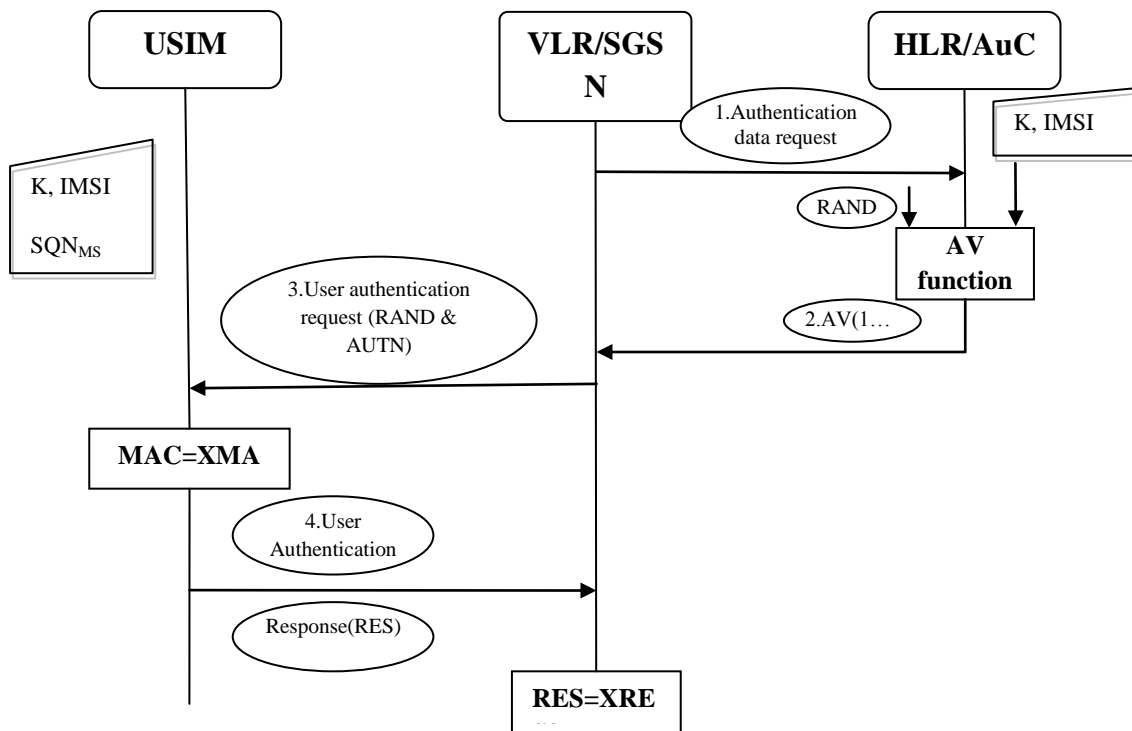 USIM
VLR/SGS
N
HLR/AuC
1.Authentication
data request
K, IMSI
K, IMSI
SQNMS
RAND
AV
function
3.User authentication
request (RAND &
AUTN)
2.AV(1…
MAC=XMA
4.User
Authentication
Response(RES)
RES=XRE